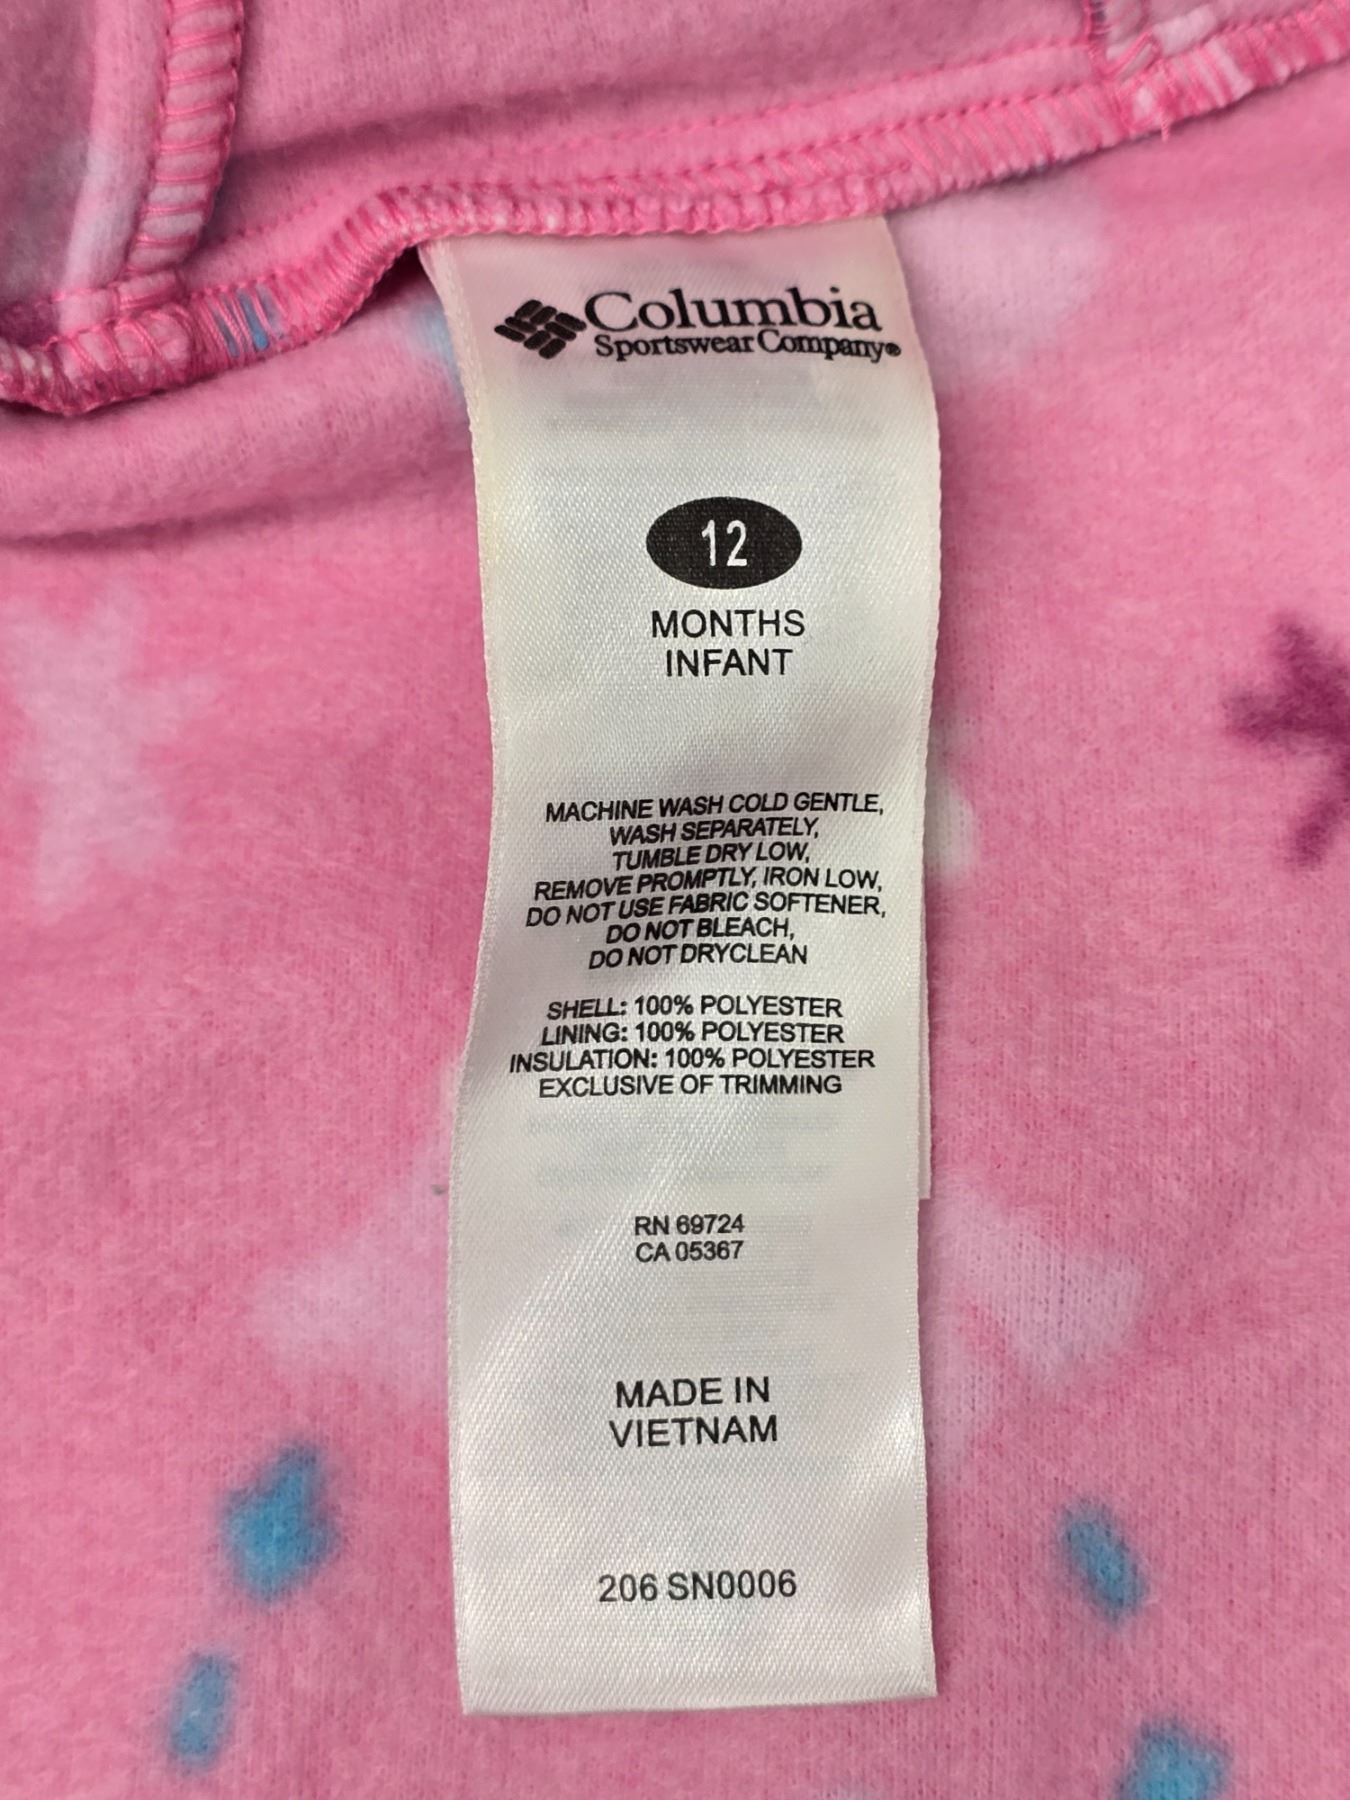 Columbia
Sportswear Company®
12
MONTHS
INFANT
MACHINE WASH COLD GENTLE,
WASH SEPARATELY,
TUMBLE DRY LOW,
REMOVE PROMPTLY, IRON LOW,
DO NOT USE FABRIC SOFTENER,
DO NOT BLEACH,
DO NOT DRYCLEAN
SHELL: 100% POLYESTER
LINING: 100% POLYESTER
INSULATION: 100% POLYESTER
EXCLUSIVE OF TRIMMING
RN 69724
CA 05367
MADE IN
VIETNAM
206 SN0006